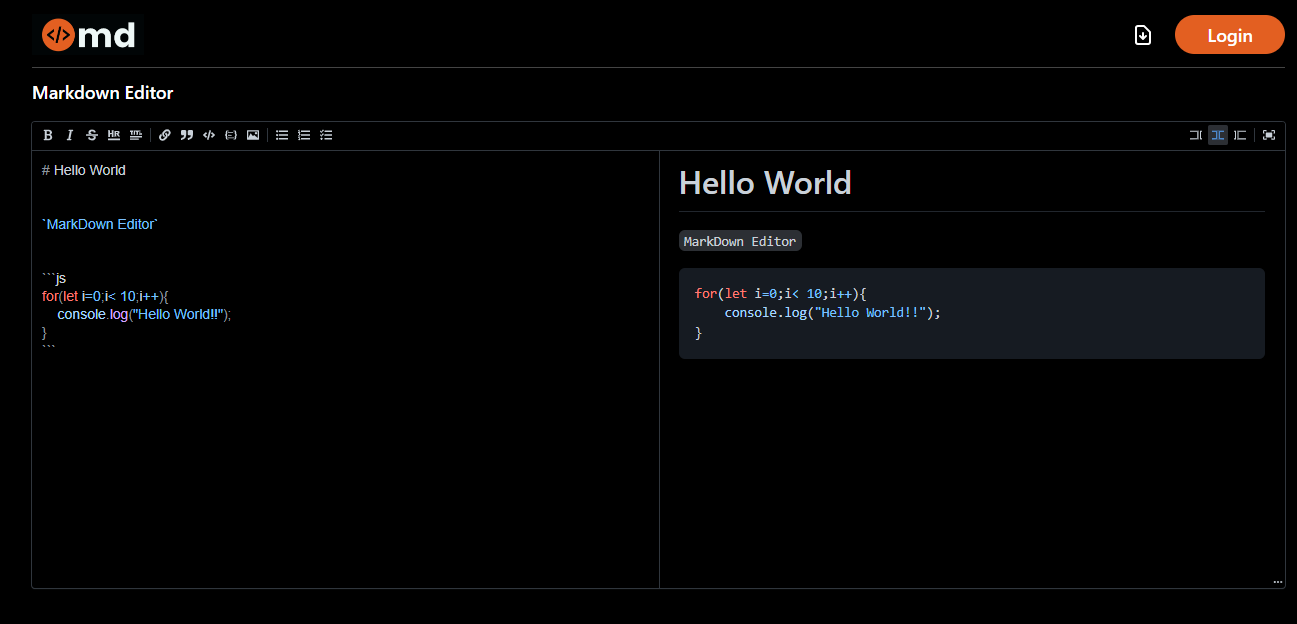 </>md
Login
Markdown Editor
B I S HR TITL
# Hello World
`MarkDown Editor`
```js
for(let i=0;i< 10;i++){
    console.log("Hello World!!");
}
```
Hello World
MarkDown Editor
for(let i=0;i< 10;i++){
    console.log("Hello World!!");
}